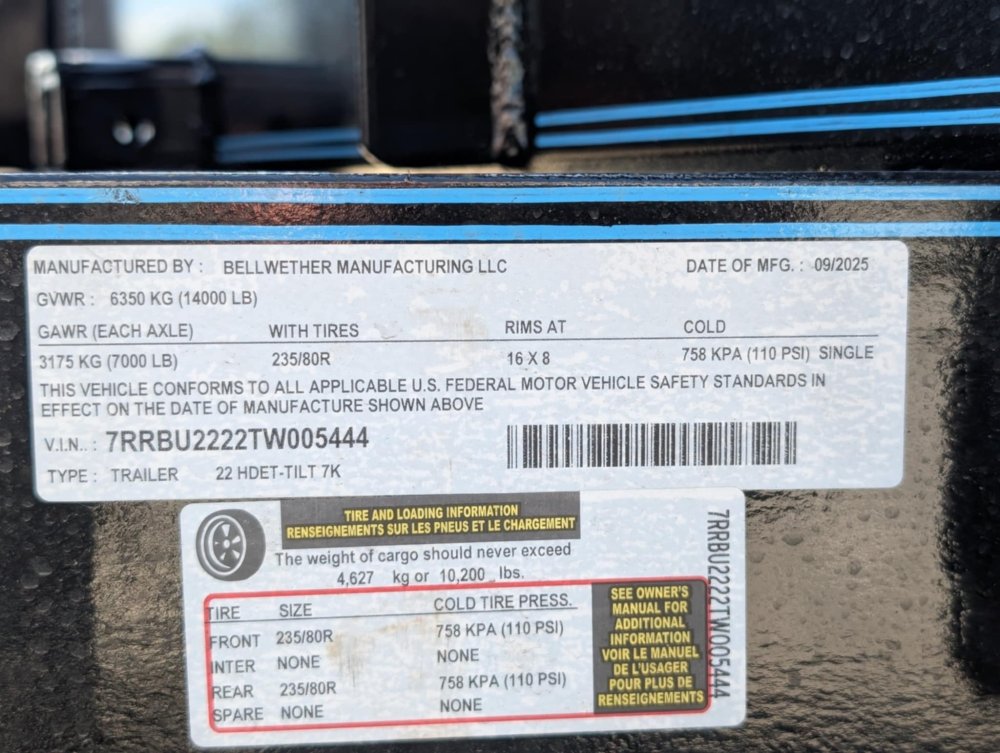 MANUFACTURED BY : BELLWETHER MANUFACTURING LLC DATE OF MFG. : 09/2025
GVWR : 6350 KG (14000 LB)
GAWR (EACH AXLE) WITH TIRES RIMS AT COLD
3175 KG (7000 LB) 235/80R 16 X 8 758 KPA (110 PSI) SINGLE
THIS VEHICLE CONFORMS TO ALL APPLICABLE U.S. FEDERAL MOTOR VEHICLE SAFETY STANDARDS IN
EFFECT ON THE DATE OF MANUFACTURE SHOWN ABOVE
V.I.N.. : 7RRBU2222TW005444
TYPE : TRAILER 22 HDET-TILT 7K
TIRE AND LOADING INFORMATION
RENSEIGNEMENTS SUR LES PNEUS ET LE CHARGEMENT
The weight of cargo should never exceed
4,627 kg or 10,200 lbs.
TIRE SIZE COLD TIRE PRESS.
FRONT 235/80R 758 KPA (110 PSI)
INTER NONE NONE
REAR 235/80R 758 KPA (110 PSI)
SPARE NONE NONE
SEE OWNER'S
MANUAL FOR
ADDITIONAL
INFORMATION
VOIR LE MANUEL
DE L'USAGER
POUR PLUS DE
RENSEIGNEMENTS
7RRBU2222TW005444